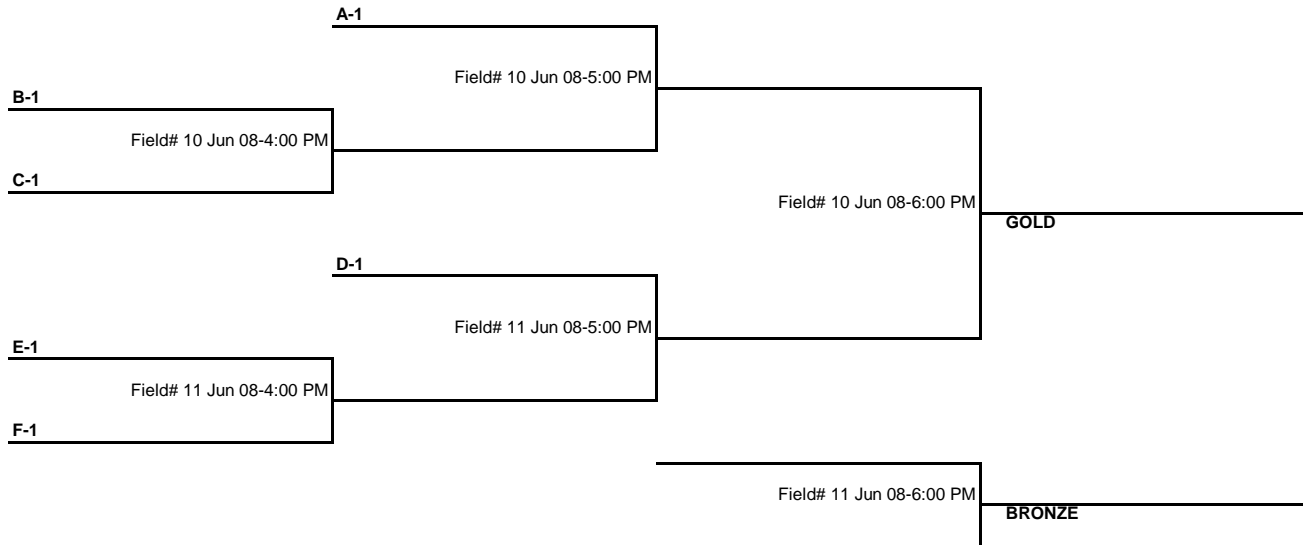 A-1
Field# 10 Jun 08-5:00 PM
B-1
Field# 10 Jun 08-4:00 PM
C-1
Field# 10 Jun 08-6:00 PM
GOLD
D-1
Field# 11 Jun 08-5:00 PM
E-1
Field# 11 Jun 08-4:00 PM
F-1
Field# 11 Jun 08-6:00 PM
BRONZE